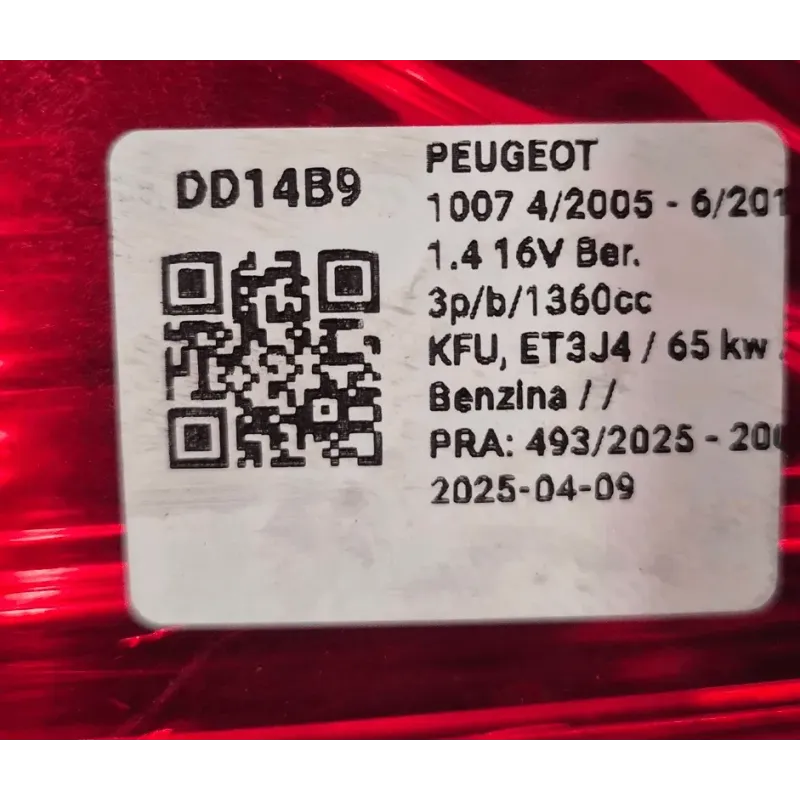 DD14B9
PEUGEOT
1007 4/2005 - 6/201
1.4 16V Ber.
3p/b/1360cc
KFU, ET3J4 / 65 kw
Benzina / /
PRA: 493/2025 - 200
2025-04-09